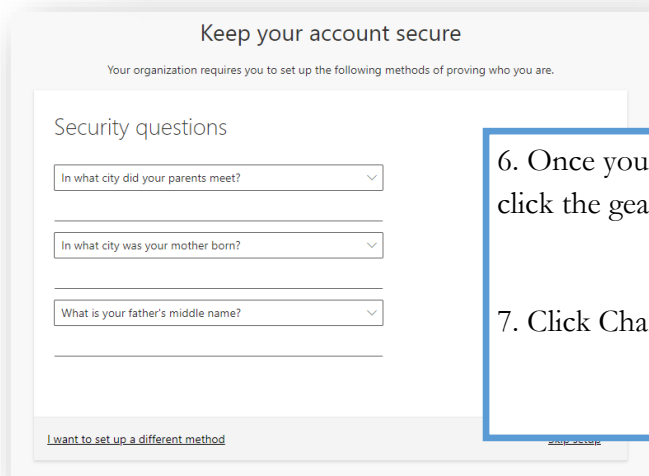 Keep your account secure
Your organization requires you to set up the following methods of proving who you are.
Security questions
In what city did your parents meet?
In what city was your mother born?
What is your father's middle name?
I want to set up a different method
Skip setup
6. Once you
click the gea
7. Click Cha